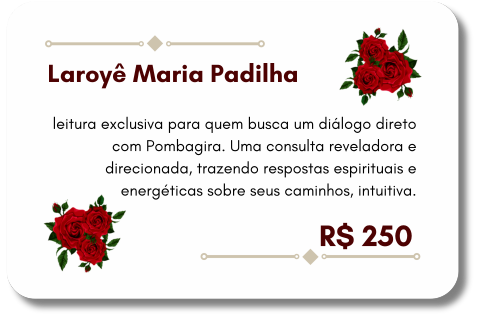 Laroyê Maria Padilha
leitura exclusiva para quem busca um diálogo direto
com Pombagira. Uma consulta reveladora e
direcionada, trazendo respostas espirituais e
energéticas sobre seus caminhos, intuitiva.
R$ 250